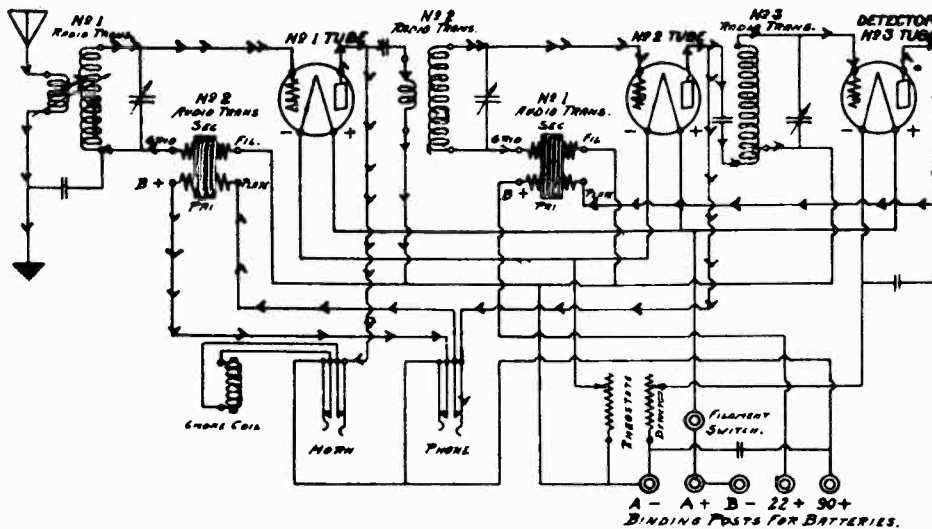 No 1
RADIO TRANS.
No 1 TUBE
No 2
RADIO TRANS.
No 2 TUBE
No 3
RADIO TRANS.
DETECTOR
No 3 TUBE
No 2
AUDIO TRANS
SEC
GRID
FIL.
B +
PLATE
PRI
- +
No 1
AUDIO TRANS
SEC
GRID
FIL.
B +
PLATE
PRI
- +
- +
CHOKE COIL
HORN
PHONE
RHEOSTATS
FILAMENT
SWITCH.
A - A + B - 22 + 90 +
BINDING POSTS FOR BATTERIES.